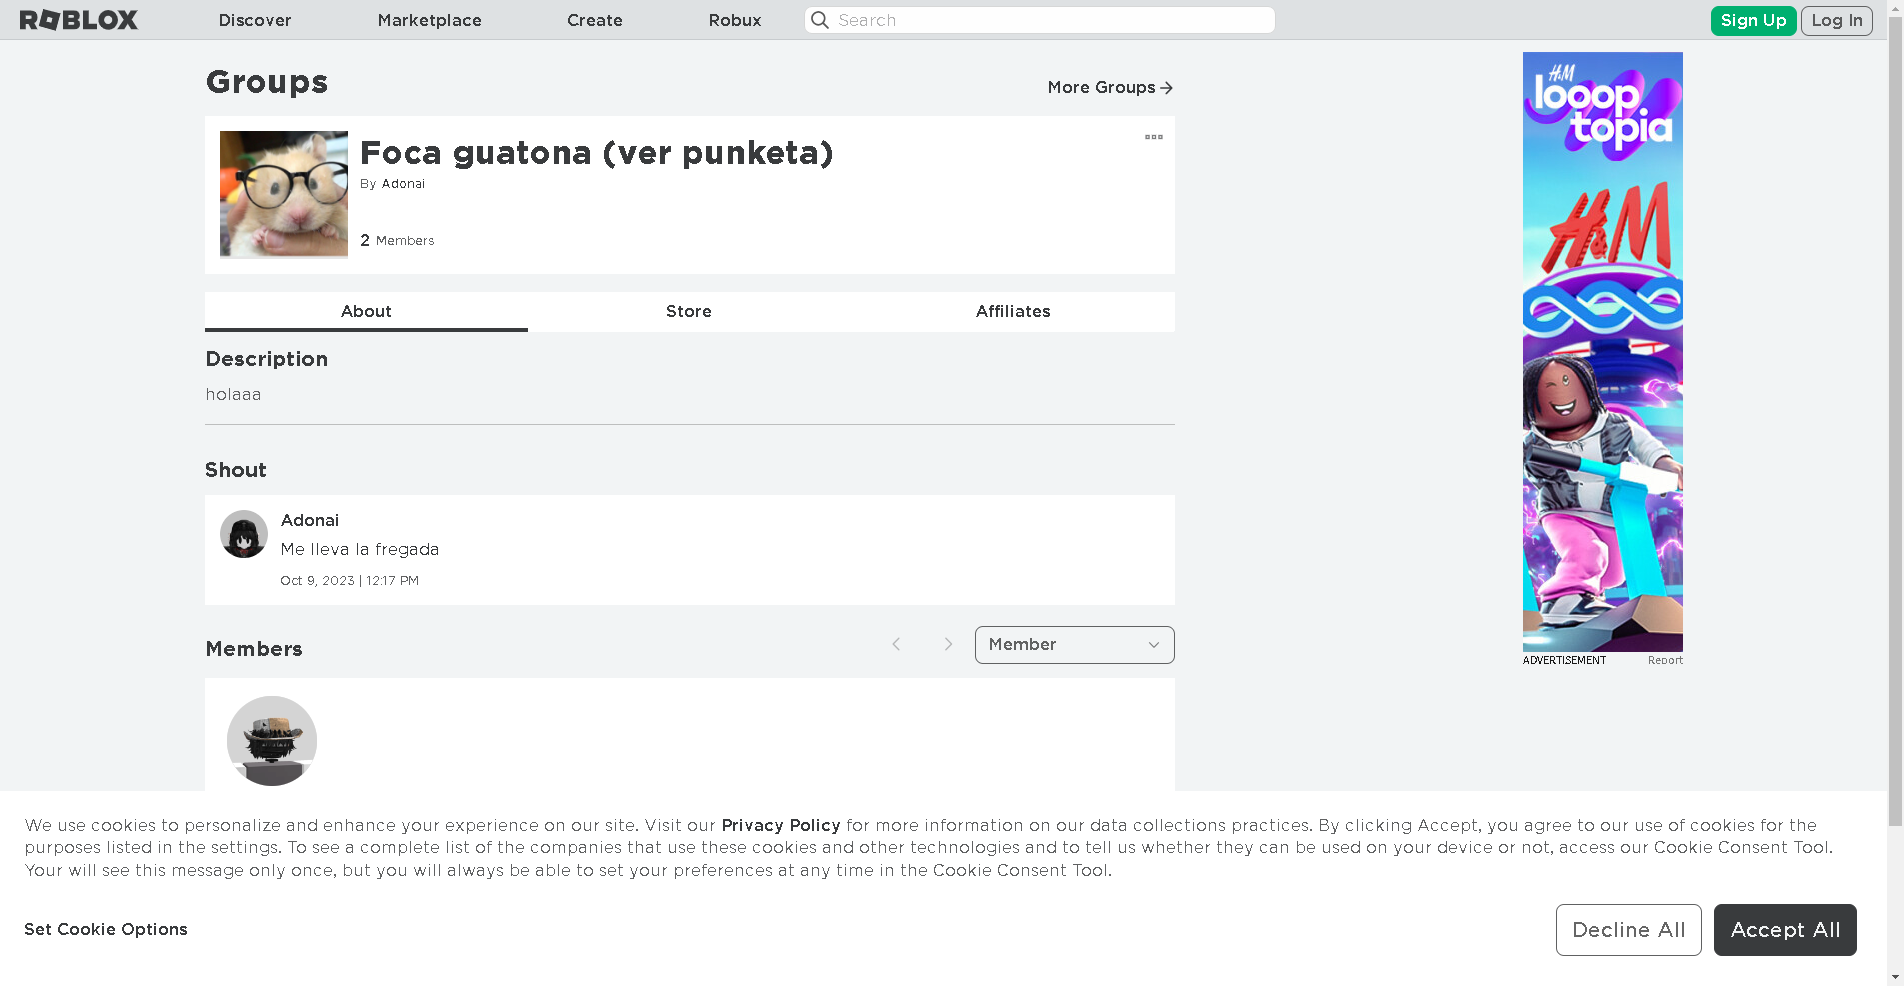 ROBLOX
Discover
Marketplace
Create
Robux
Search
Sign Up
Log In
Groups
More Groups
Foca guatona (ver punketa)
By Adonai
2 Members
About
Store
Affiliates
Description
holaaa
Shout
Adonai
Me lleva la fregada
Oct 9, 2023 | 12:17 PM
Members
Member
H&M
looop
topia
H&M
ADVERTISEMENT
Report
We use cookies to personalize and enhance your experience on our site. Visit our Privacy Policy for more information on our data collections practices. By clicking Accept, you agree to our use of cookies for the
purposes listed in the settings. To see a complete list of the companies that use these cookies and other technologies and to tell us whether they can be used on your device or not, access our Cookie Consent Tool.
Your will see this message only once, but you will always be able to set your preferences at any time in the Cookie Consent Tool.
Set Cookie Options
Decline All
Accept All